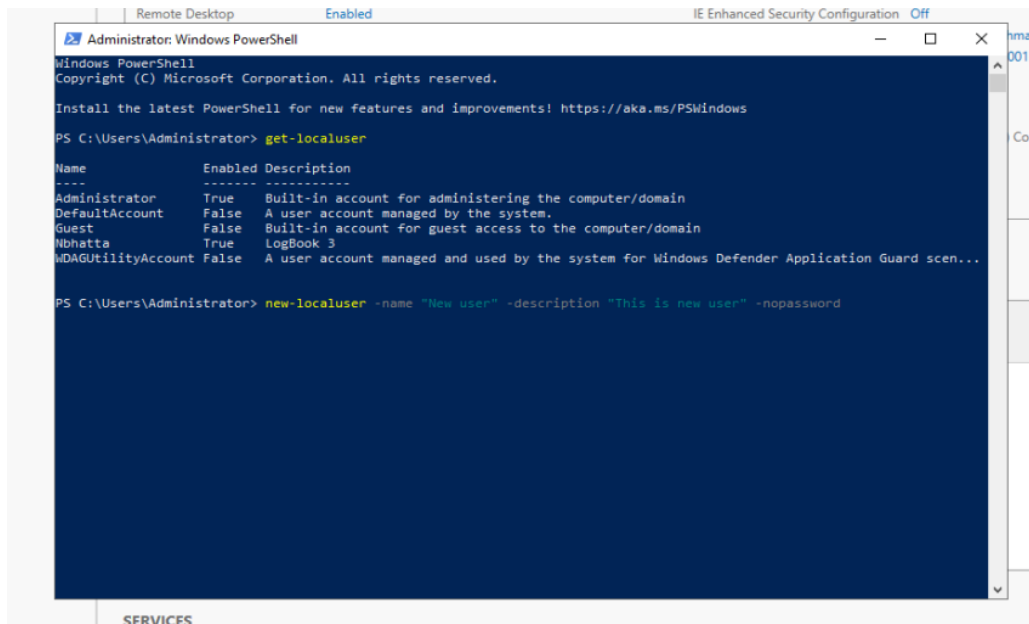 Remote Desktop Enabled IE Enhanced Security Configuration Off
Administrator: Windows PowerShell
Windows PowerShell
Copyright (C) Microsoft Corporation. All rights reserved.
Install the latest PowerShell for new features and improvements! https://aka.ms/PSWindows
PS C:\Users\Administrator> get-localuser
Name Enabled Description
---- ------- -----------
Administrator True Built-in account for administering the computer/domain
DefaultAccount False A user account managed by the system.
Guest False Built-in account for guest access to the computer/domain
Nbhatta True LogBook 3
WDAGUtilityAccount False A user account managed and used by the system for Windows Defender Application Guard scen...
PS C:\Users\Administrator> new-localuser -name "New user" -description "This is new user" -nopassword
SERVICES